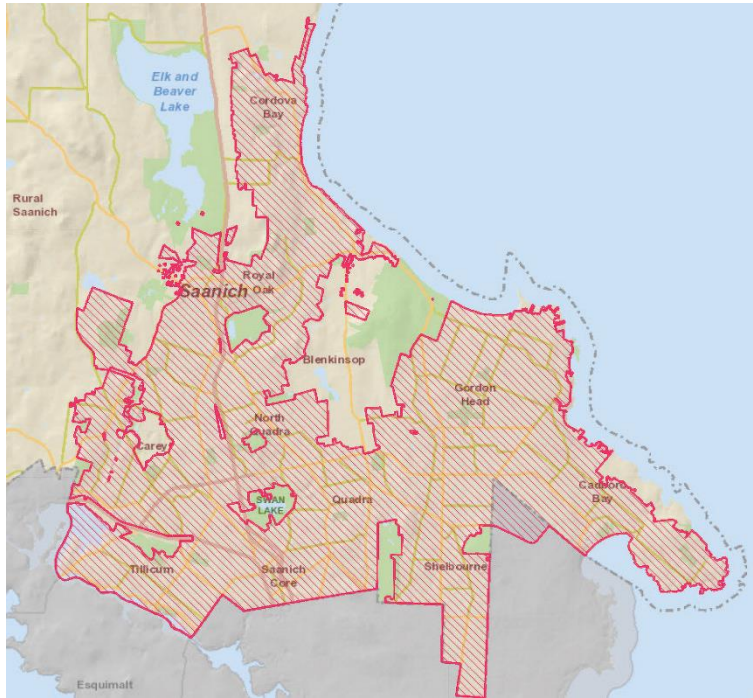 Elk and
Beaver
Lake
Cordova
Bay
Rural
Saanich
Royal
Oak
Saanich
Blenkinsop
Gordon
Head
North
Quadra
Carey
Cadboro
Bay
SWAN
LAKE
Quadra
Tillicum
Saanich
Core
Shelbourne
Esquimalt